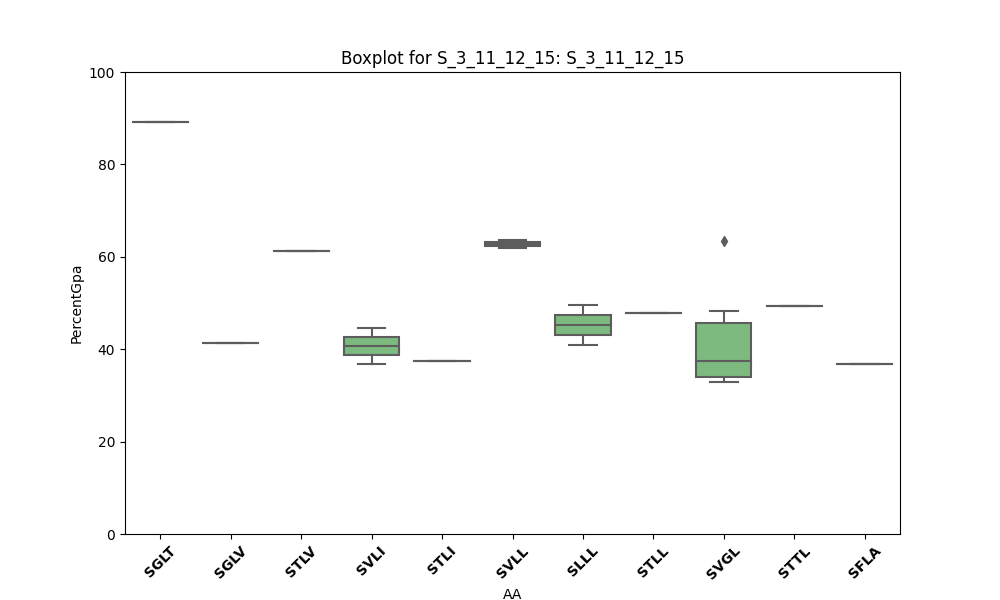 Boxplot for S_3_11_12_15: S_3_11_12_15
100
80
60
40
20
0
PercentGpa
SGLT SGLV STLV SVLI STLI SVLL SLLL STLL SVGL STTL SFLA
AA